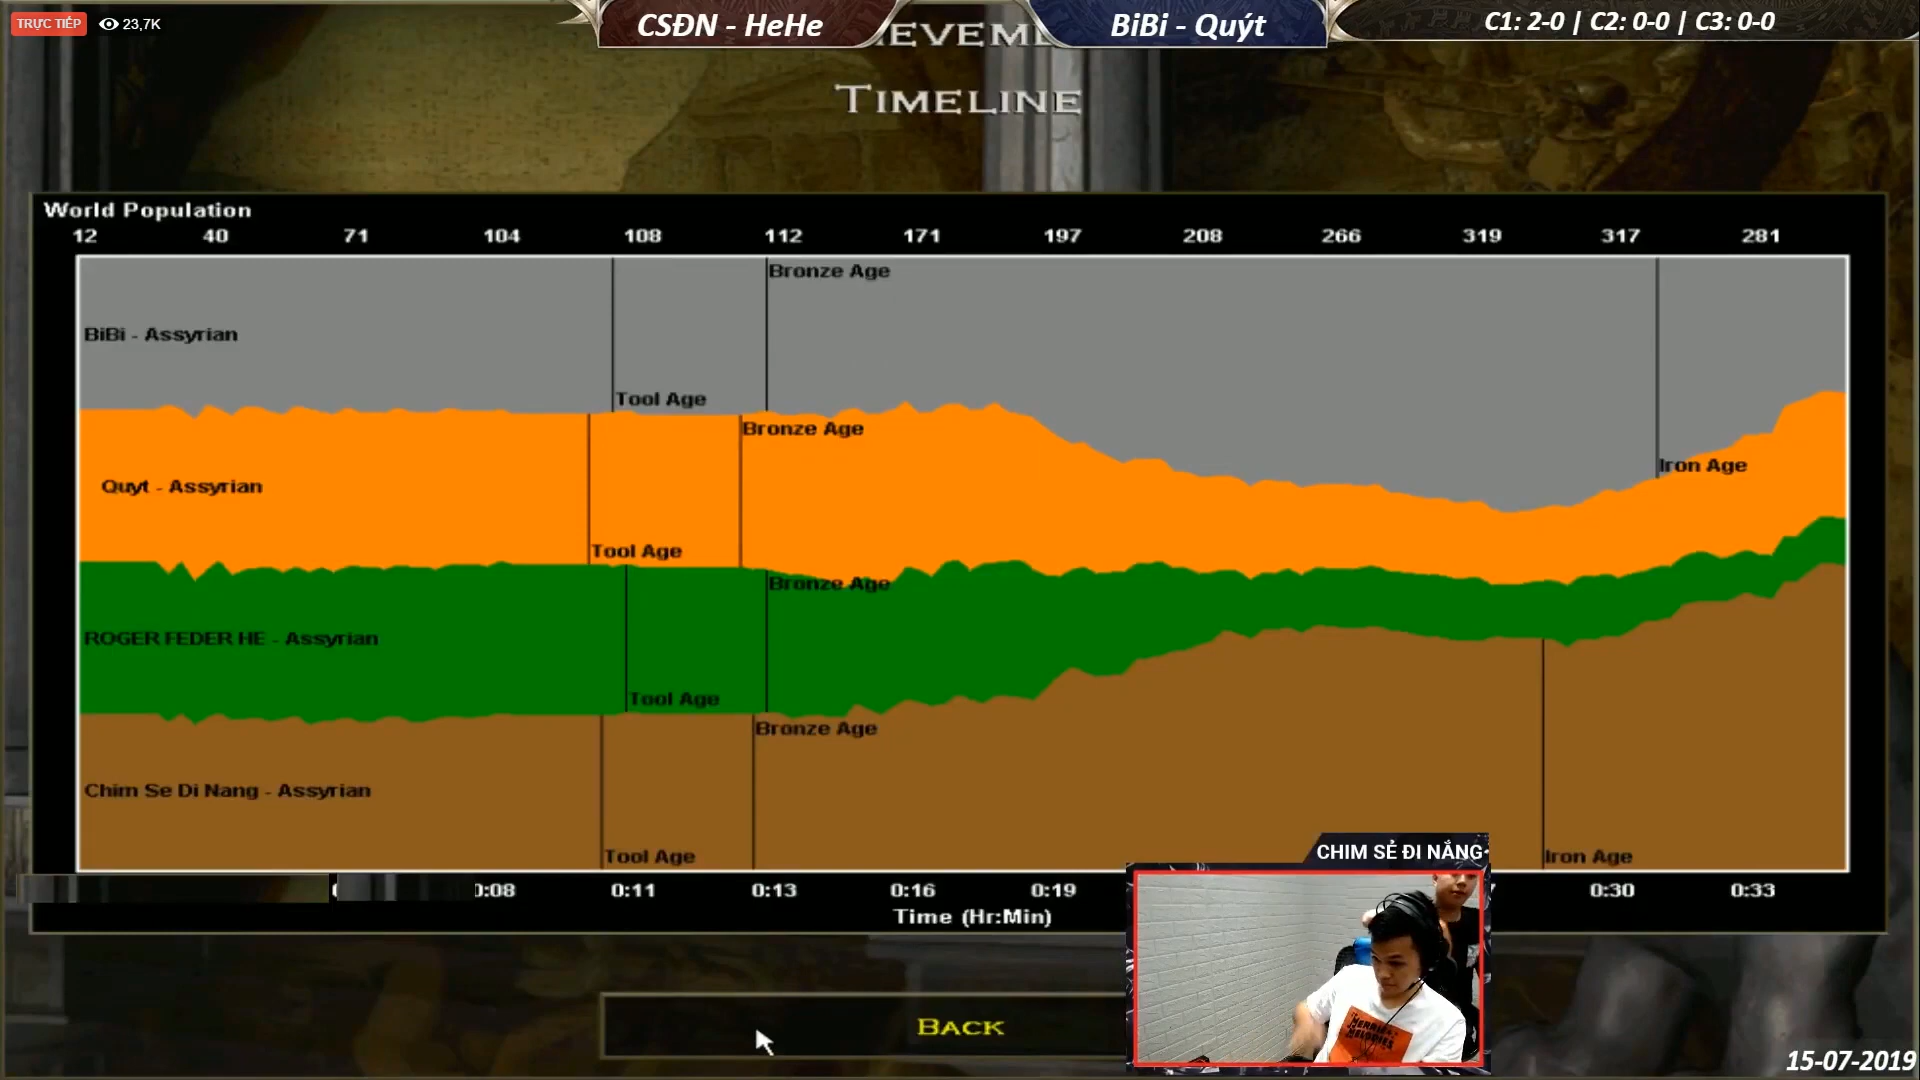 TRỰC TIẾP 23,7K
CSĐN - HeHe
BiBi - Quýt
C1: 2-0 | C2: 0-0 | C3: 0-0
TIMELINE
World Population
12 40 71 104 108 112 171 197 208 266 319 317 281
Bronze Age
BiBi - Assyrian
Tool Age
Bronze Age
Iron Age
Quyt - Assyrian
Tool Age
Bronze Age
ROGER FEDER HE - Assyrian
Tool Age
Bronze Age
Chim Se Di Nang - Assyrian
Tool Age
Iron Age
CHIM SẺ ĐI NẮNG
0:08 0:11 0:13 0:16 0:19 0:30 0:33
Time (Hr:Min)
BACK
15-07-2019